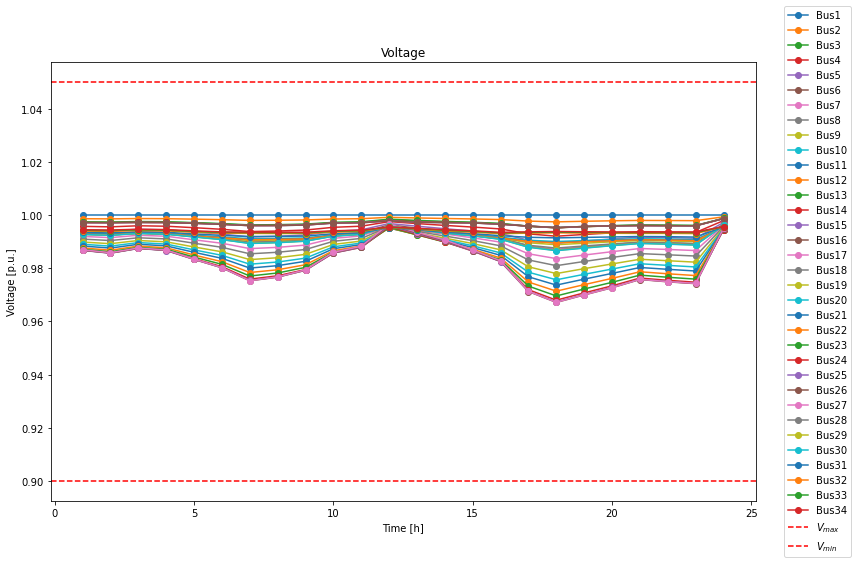 Voltage
Voltage [p.u.]
1.04
1.02
1.00
0.98
0.96
0.94
0.92
0.90
0
5
10
15
20
25
Time [h]
Bus1
Bus2
Bus3
Bus4
Bus5
Bus6
Bus7
Bus8
Bus9
Bus10
Bus11
Bus12
Bus13
Bus14
Bus15
Bus16
Bus17
Bus18
Bus19
Bus20
Bus21
Bus22
Bus23
Bus24
Bus25
Bus26
Bus27
Bus28
Bus29
Bus30
Bus31
Bus32
Bus33
Bus34
Vmax
Vmin